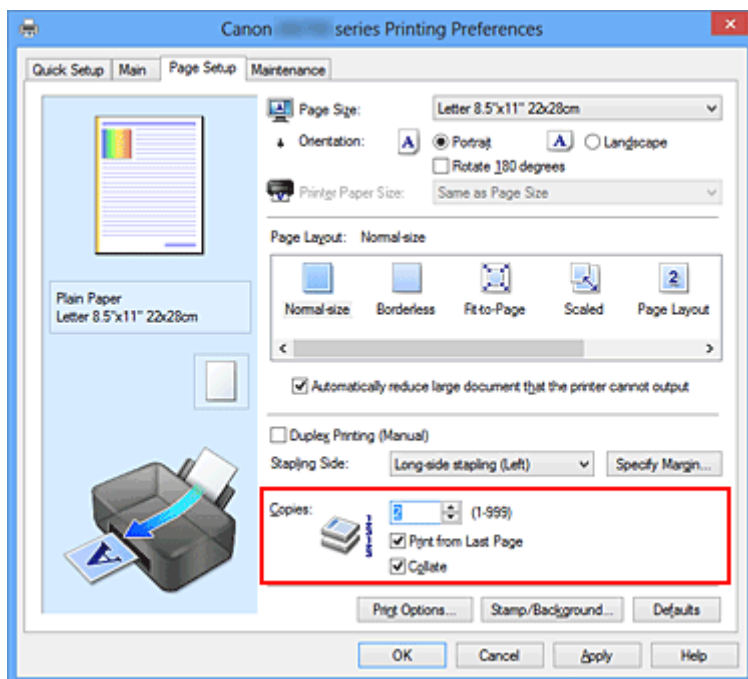 Canon series Printing Preferences
Quick Setup Main Page Setup Maintenance
Page Size: Letter 8.5"x11" 22x28cm
Orientation: A Portrait A Landscape
Rotate 180 degrees
Printer Paper Size: Same as Page Size
Page Layout: Normal-size
2
Normal-size Borderless Fit-to-Page Scaled Page Layout
Automatically reduce large document that the printer cannot output
Plain Paper
Letter 8.5"x11" 22x28cm
Duplex Printing (Manual)
Stapling Side: Long-side stapling (Left) Specify Margin...
Copies: 2 (1-999)
Print from Last Page
Collate
A
Print Options... Stamp/Background... Defaults
OK Cancel Apply Help